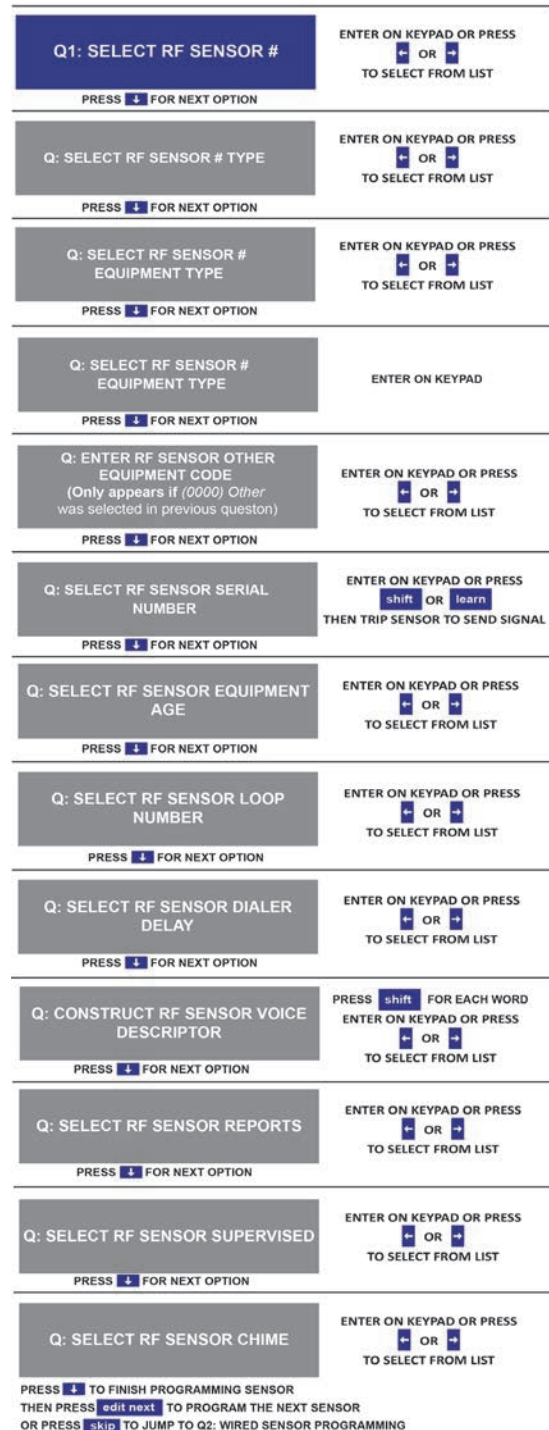 Q1: SELECT RF SENSOR #
ENTER ON KEYPAD OR PRESS
← OR →
TO SELECT FROM LIST
PRESS ↓ FOR NEXT OPTION
Q: SELECT RF SENSOR # TYPE
ENTER ON KEYPAD OR PRESS
← OR →
TO SELECT FROM LIST
PRESS ↓ FOR NEXT OPTION
Q: SELECT RF SENSOR #
EQUIPMENT TYPE
ENTER ON KEYPAD OR PRESS
← OR →
TO SELECT FROM LIST
PRESS ↓ FOR NEXT OPTION
Q: SELECT RF SENSOR #
EQUIPMENT TYPE
ENTER ON KEYPAD
PRESS ↓ FOR NEXT OPTION
Q: ENTER RF SENSOR OTHER
EQUIPMENT CODE
(Only appears if (0000) Other
was selected in previous queston)
ENTER ON KEYPAD OR PRESS
← OR →
TO SELECT FROM LIST
PRESS ↓ FOR NEXT OPTION
Q: SELECT RF SENSOR SERIAL
NUMBER
ENTER ON KEYPAD OR PRESS
shift OR learn
THEN TRIP SENSOR TO SEND SIGNAL
PRESS ↓ FOR NEXT OPTION
Q: SELECT RF SENSOR EQUIPMENT
AGE
ENTER ON KEYPAD OR PRESS
← OR →
TO SELECT FROM LIST
PRESS ↓ FOR NEXT OPTION
Q: SELECT RF SENSOR LOOP
NUMBER
ENTER ON KEYPAD OR PRESS
← OR →
TO SELECT FROM LIST
PRESS ↓ FOR NEXT OPTION
Q: SELECT RF SENSOR DIALER
DELAY
ENTER ON KEYPAD OR PRESS
← OR →
TO SELECT FROM LIST
PRESS ↓ FOR NEXT OPTION
Q: CONSTRUCT RF SENSOR VOICE
DESCRIPTOR
PRESS shift FOR EACH WORD
ENTER ON KEYPAD OR PRESS
← OR →
TO SELECT FROM LIST
PRESS ↓ FOR NEXT OPTION
Q: SELECT RF SENSOR REPORTS
ENTER ON KEYPAD OR PRESS
← OR →
TO SELECT FROM LIST
PRESS ↓ FOR NEXT OPTION
Q: SELECT RF SENSOR SUPERVISED
ENTER ON KEYPAD OR PRESS
← OR →
TO SELECT FROM LIST
PRESS ↓ FOR NEXT OPTION
Q: SELECT RF SENSOR CHIME
ENTER ON KEYPAD OR PRESS
← OR →
TO SELECT FROM LIST
PRESS ↓ TO FINISH PROGRAMMING SENSOR
THEN PRESS edit next TO PROGRAM THE NEXT SENSOR
OR PRESS skip TO JUMP TO Q2: WIRED SENSOR PROGRAMMING